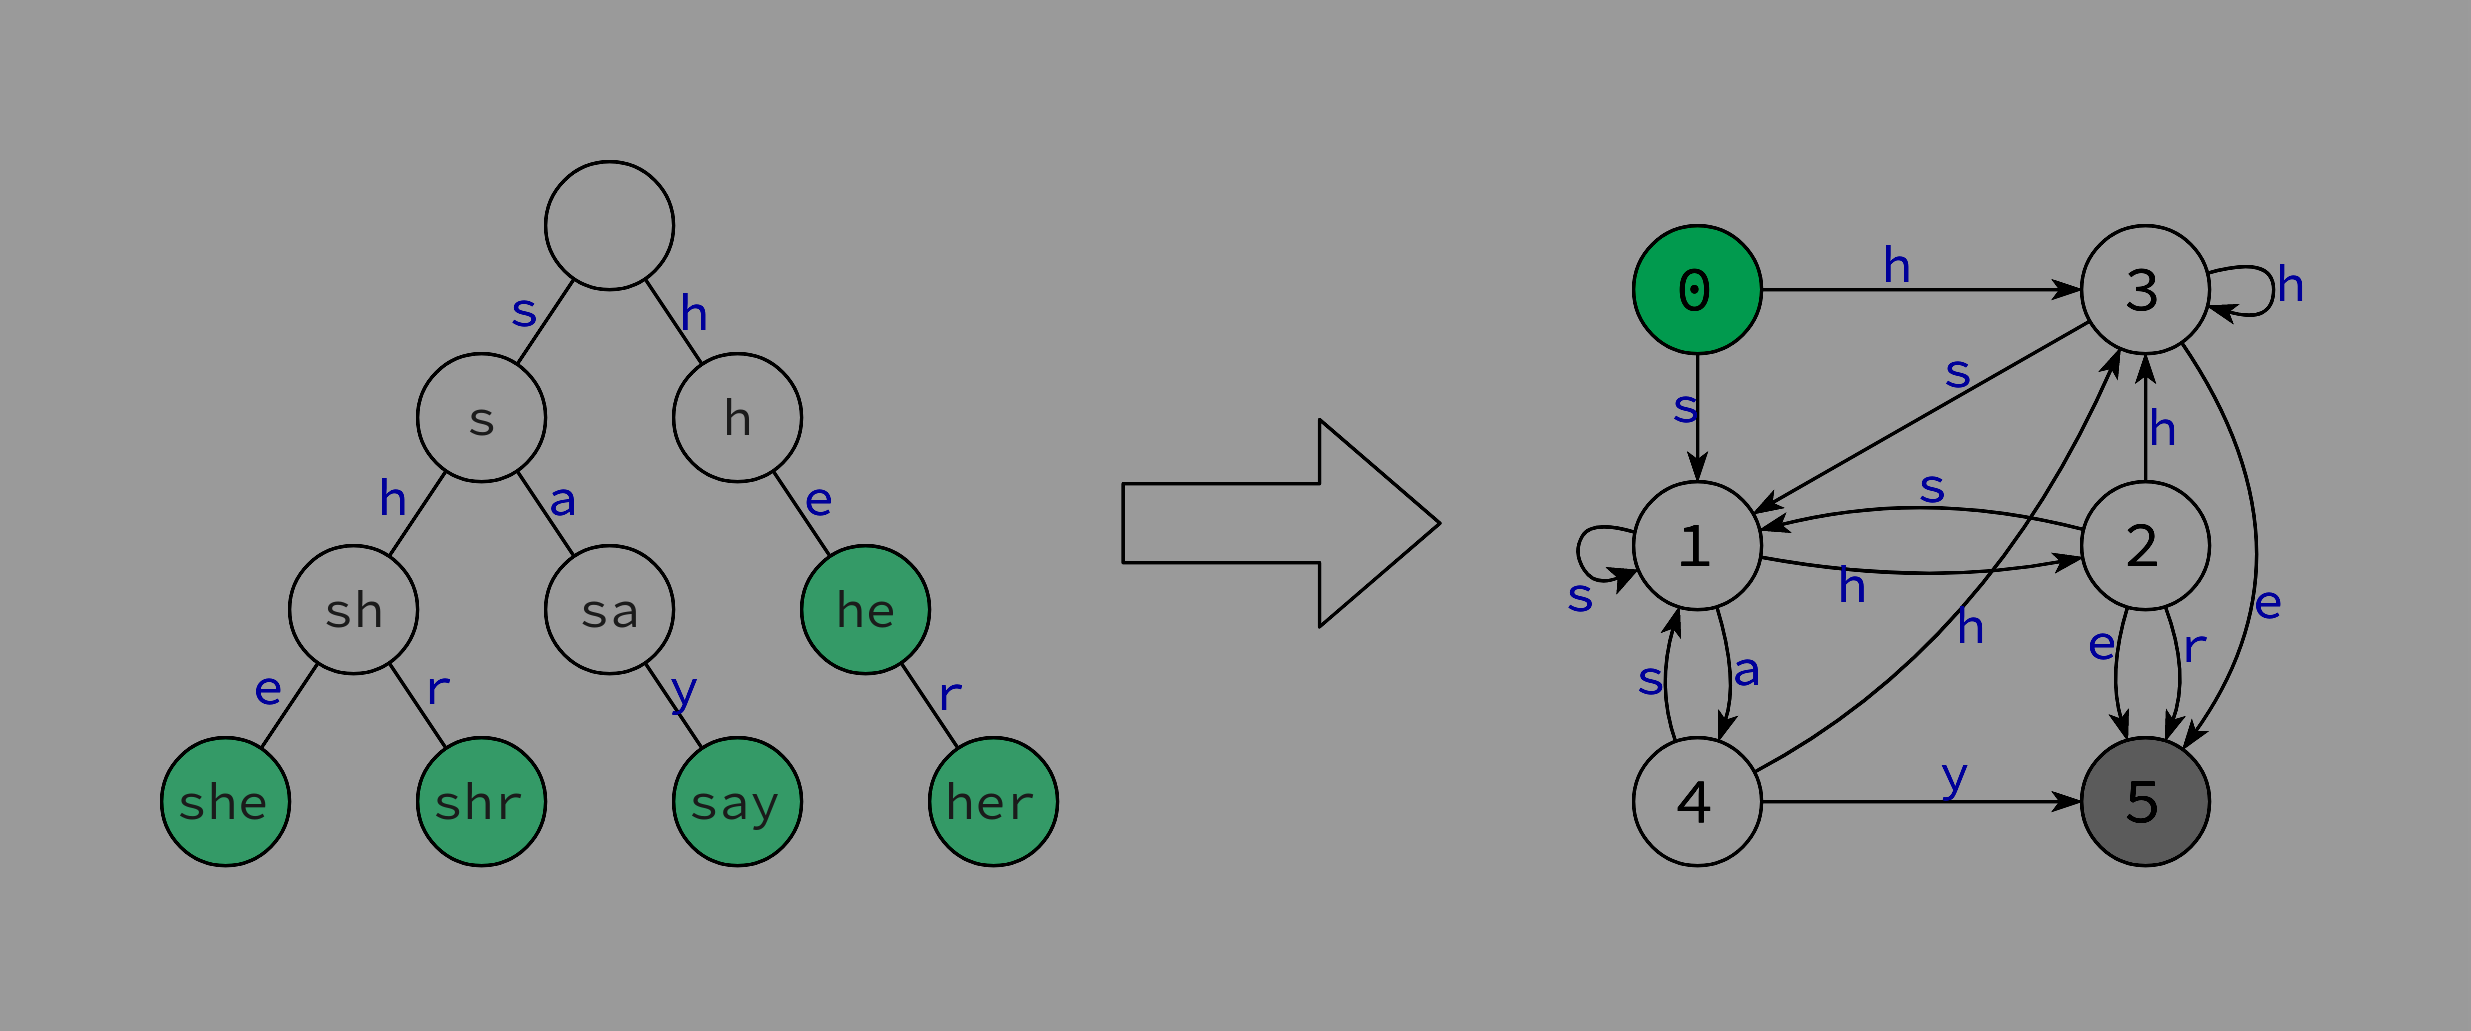 s h
s h
h a e
sh sa he
e r y r
she shr say her
h
0 3 h
s s h
s
1 2
s h
h e
s a e r
y
4 5